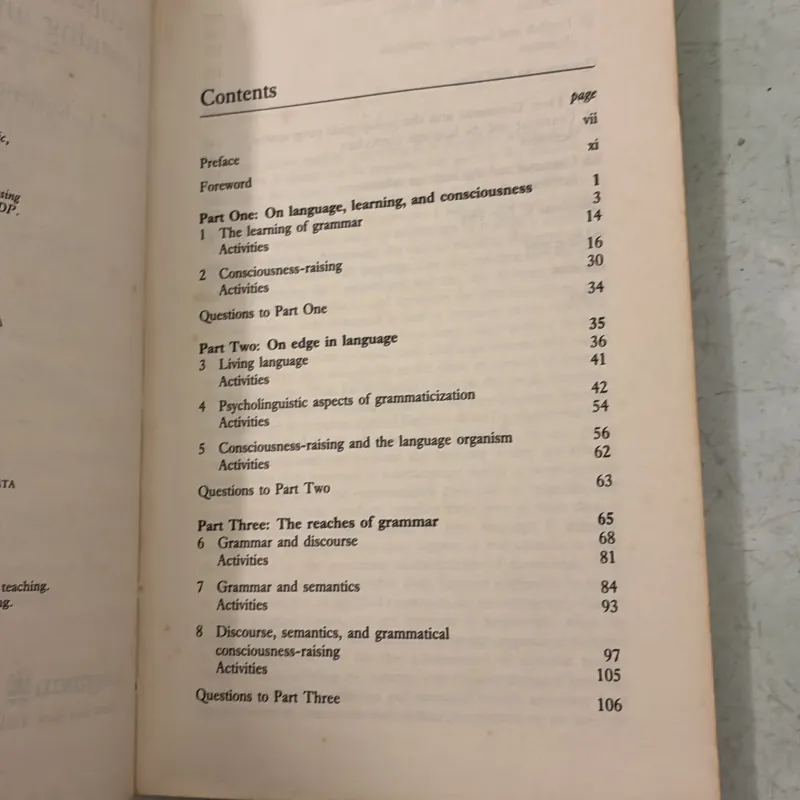 DP.
TA
teaching.
Contents
page
Preface vii
Foreword xi
Part One: On language, learning, and consciousness 1
1 The learning of grammar 3
Activities 14
2 Consciousness-raising 16
Activities 30
Questions to Part One 34
Part Two: On edge in language 35
3 Living language 36
Activities 41
4 Psycholinguistic aspects of grammaticization 42
Activities 54
5 Consciousness-raising and the language organism 56
Activities 62
Questions to Part Two 63
Part Three: The reaches of grammar 65
6 Grammar and discourse 68
Activities 81
7 Grammar and semantics 84
Activities 93
8 Discourse, semantics, and grammatical
consciousness-raising 97
Activities 105
Questions to Part Three 106